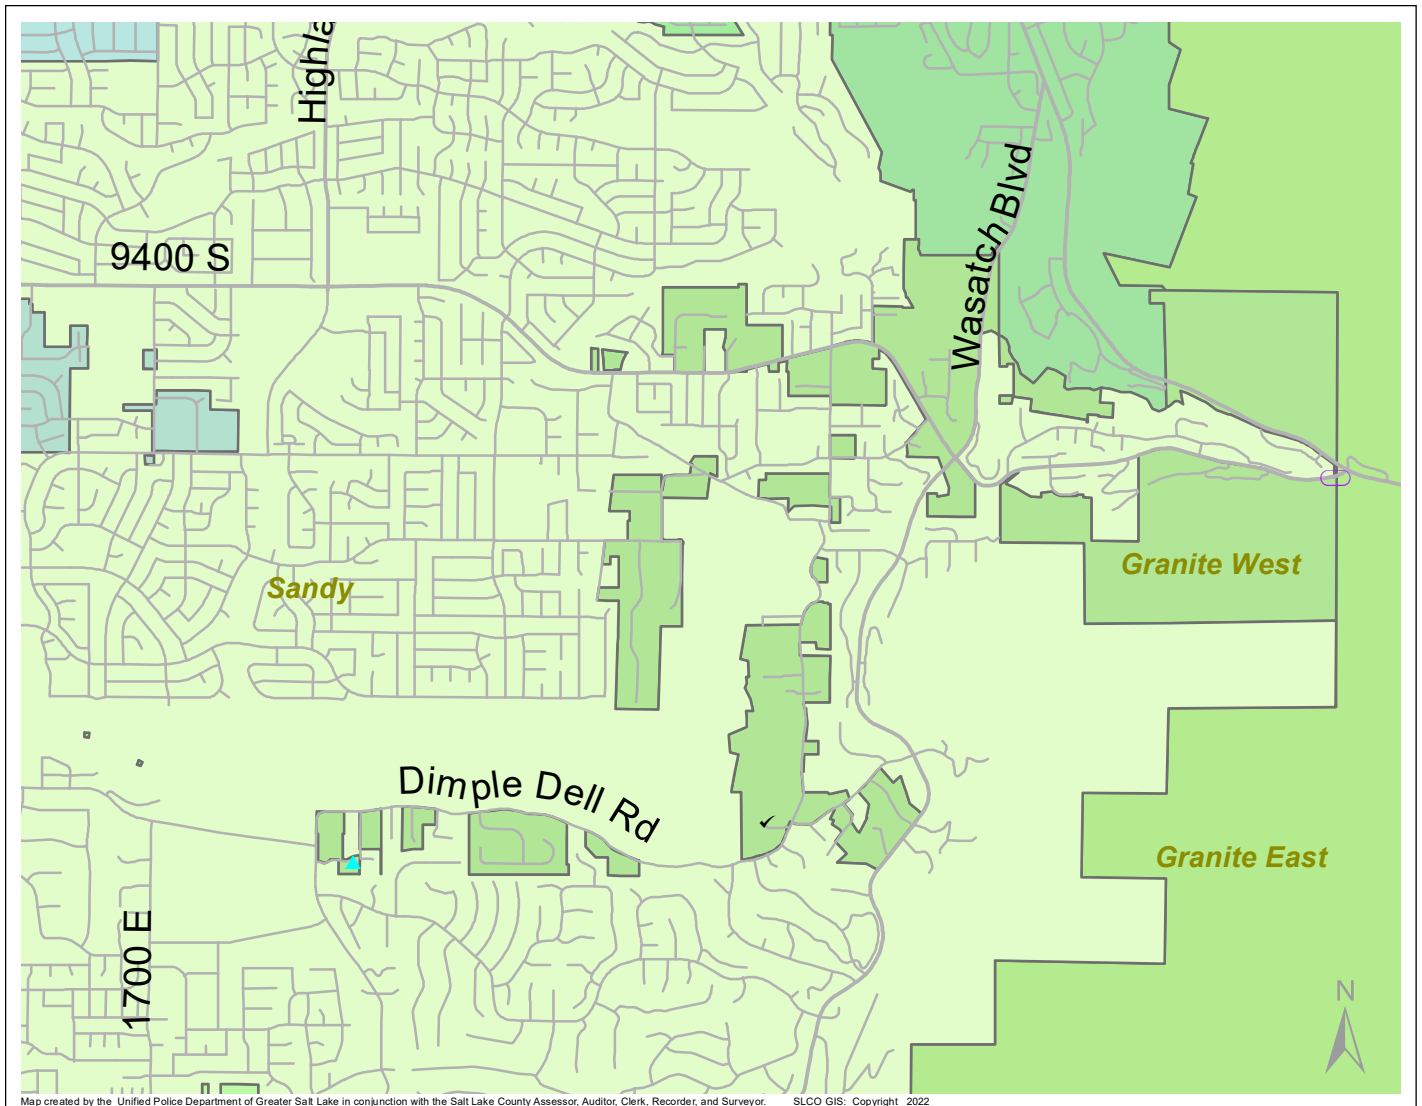 Highla
Wasatch Blvd
9400 S
Granite West
Sandy
Dimple Dell Rd
Granite East
1700 E
N
Map created by the Unified Police Department of Greater Salt Lake in conjunction with the Salt Lake County Assessor, Auditor, Clerk, Recorder, and Surveyor. SLCO GIS: Copyright 2022